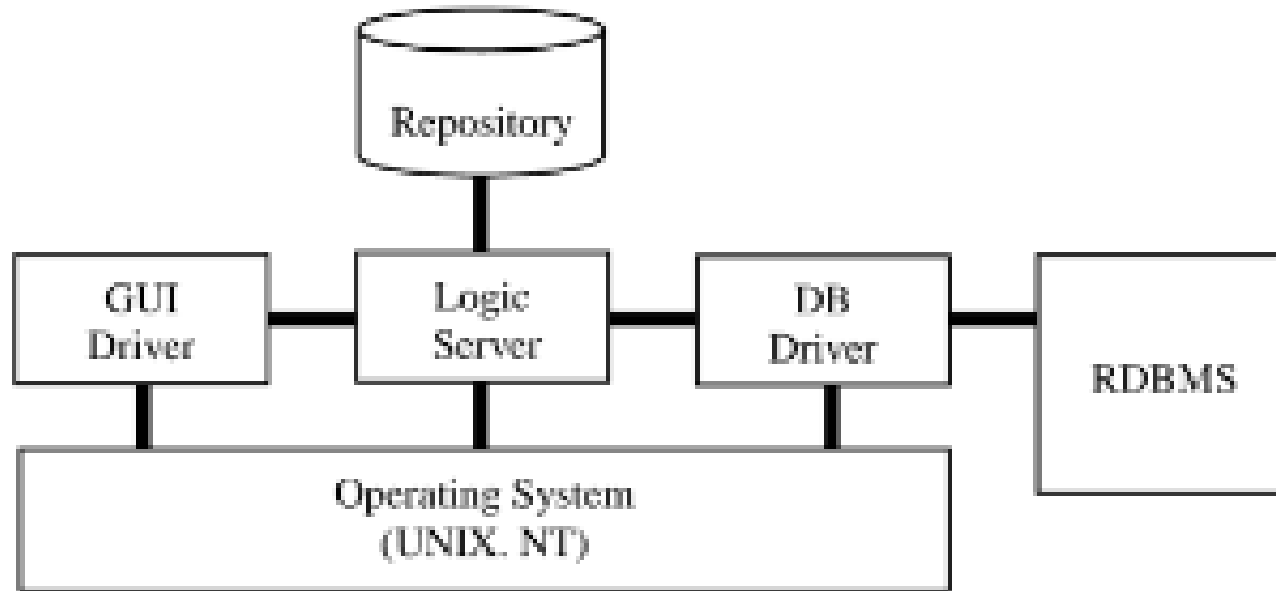 Repository
GUI
Driver
Logic
Server
DB
Driver
RDBMS
Operating System
(UNIX. NT)